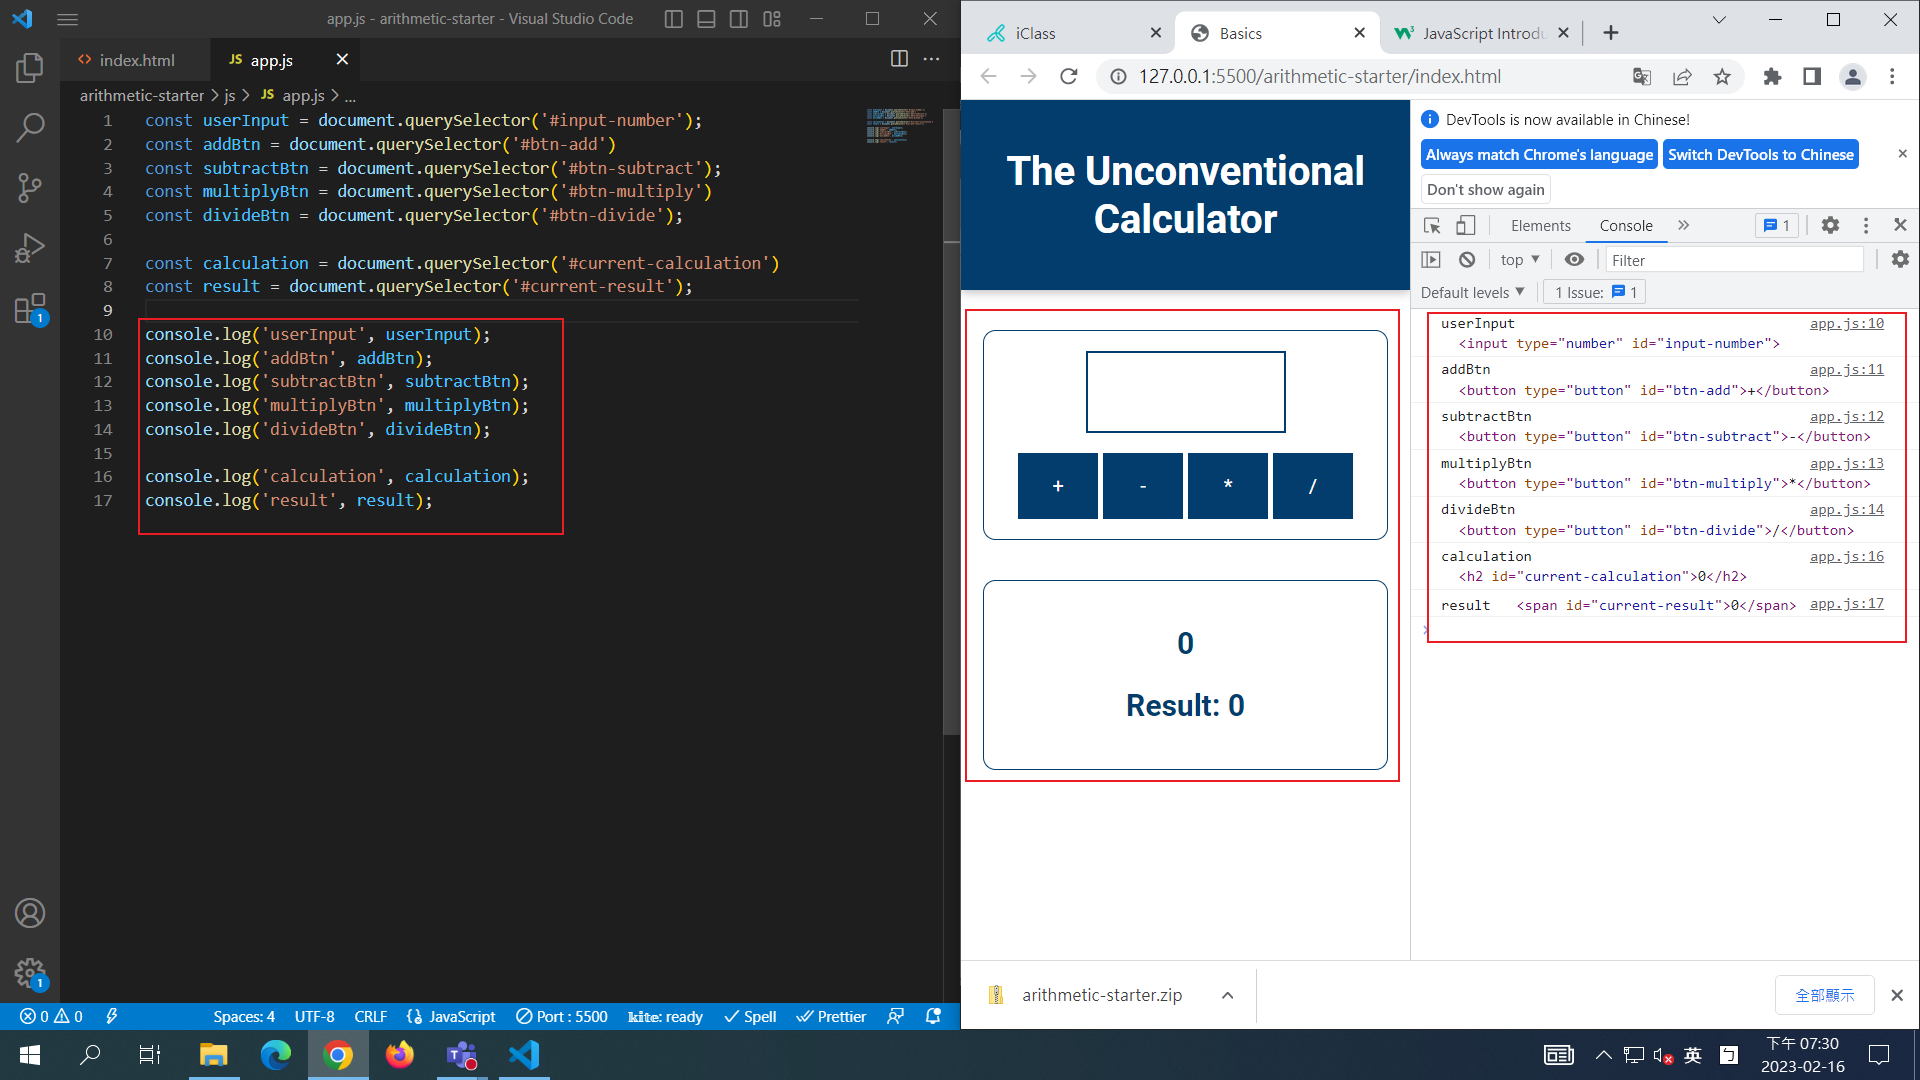 app.js - arithmetic-starter - Visual Studio Code
index.html
JS app.js
arithmetic-starter > js > JS app.js > ...
1 const userInput = document.querySelector('#input-number');
2 const addBtn = document.querySelector('#btn-add')
3 const subtractBtn = document.querySelector('#btn-subtract');
4 const multiplyBtn = document.querySelector('#btn-multiply')
5 const divideBtn = document.querySelector('#btn-divide');
6
7 const calculation = document.querySelector('#current-calculation')
8 const result = document.querySelector('#current-result');
9
10 console.log('userInput', userInput);
11 console.log('addBtn', addBtn);
12 console.log('subtractBtn', subtractBtn);
13 console.log('multiplyBtn', multiplyBtn);
14 console.log('divideBtn', divideBtn);
15
16 console.log('calculation', calculation);
17 console.log('result', result);
1
1
0 0
Spaces: 4
UTF-8
CRLF
JavaScript
Port : 5500
kite: ready
Spell
Prettier
iClass
Basics
JavaScript Introdu
127.0.0.1:5500/arithmetic-starter/index.html
The Unconventional
Calculator
+ - * /
0
Result: 0
DevTools is now available in Chinese!
Always match Chrome's language
Switch DevTools to Chinese
Don't show again
Elements
Console
1
top
Filter
Default levels
1 Issue: 1
userInput app.js:10
<input type="number" id="input-number">
addBtn app.js:11
<button type="button" id="btn-add">+</button>
subtractBtn app.js:12
<button type="button" id="btn-subtract">-</button>
multiplyBtn app.js:13
<button type="button" id="btn-multiply">*</button>
divideBtn app.js:14
<button type="button" id="btn-divide">/</button>
calculation app.js:16
<h2 id="current-calculation">0</h2>
result <span id="current-result">0</span> app.js:17
arithmetic-starter.zip
全部顯示
英
ㄅ
下午 07:30
2023-02-16